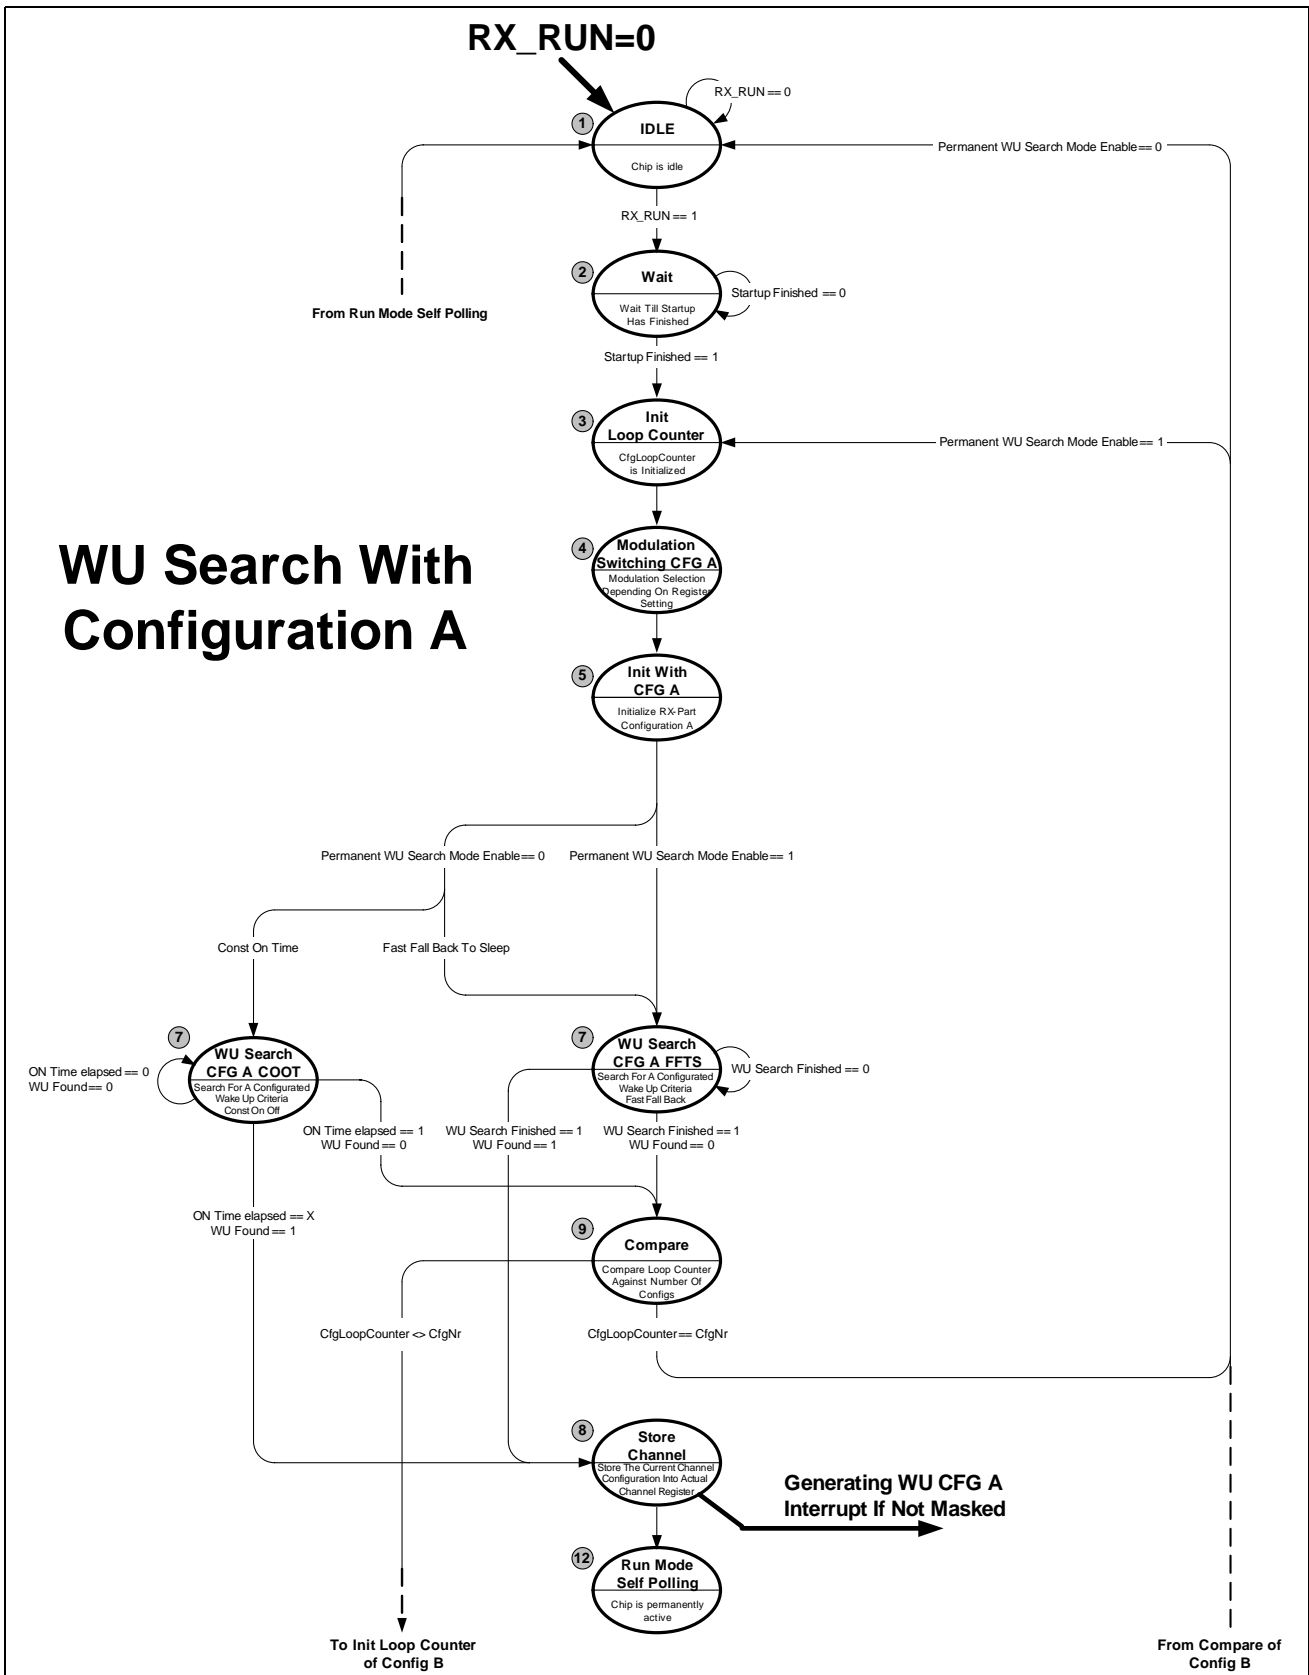 RX_RUN=0
RX_RUN == 0
1
IDLE
Chip is idle
Permanent WU Search Mode Enable == 0
RX_RUN == 1
2
Wait
Wait Till Startup
Has Finished
Startup Finished == 0
From Run Mode Self Polling
Startup Finished == 1
3
Init
Loop Counter
CfgLoopCounter
is Initialized
Permanent WU Search Mode Enable == 1
WU Search With
Configuration A
4
Modulation
Switching CFG A
Modulation Selection
Depending On Register
Setting
5
Init With
CFG A
Initialize RX-Part
Configuration A
Permanent WU Search Mode Enable == 0
Permanent WU Search Mode Enable == 1
Const On Time
Fast Fall Back To Sleep
7
WU Search
CFG A COOT
Search For A Configurated
Wake Up Criteria
Const On Off
ON Time elapsed == 0
WU Found == 0
7
WU Search
CFG A FFTS
Search For A Configurated
Wake Up Criteria
Fast Fall Back
WU Search Finished == 0
ON Time elapsed == 1
WU Found == 0
WU Search Finished == 1
WU Found == 1
WU Search Finished == 1
WU Found == 0
ON Time elapsed == X
WU Found == 1
9
Compare
Compare Loop Counter
Against Number Of
Configs
CfgLoopCounter <> CfgNr
CfgLoopCounter == CfgNr
8
Store
Channel
Store The Current Channel
Configuration Into Actual
Channel Register
Generating WU CFG A
Interrupt If Not Masked
12
Run Mode
Self Polling
Chip is permanently
active
To Init Loop Counter
of Config B
From Compare of
Config B